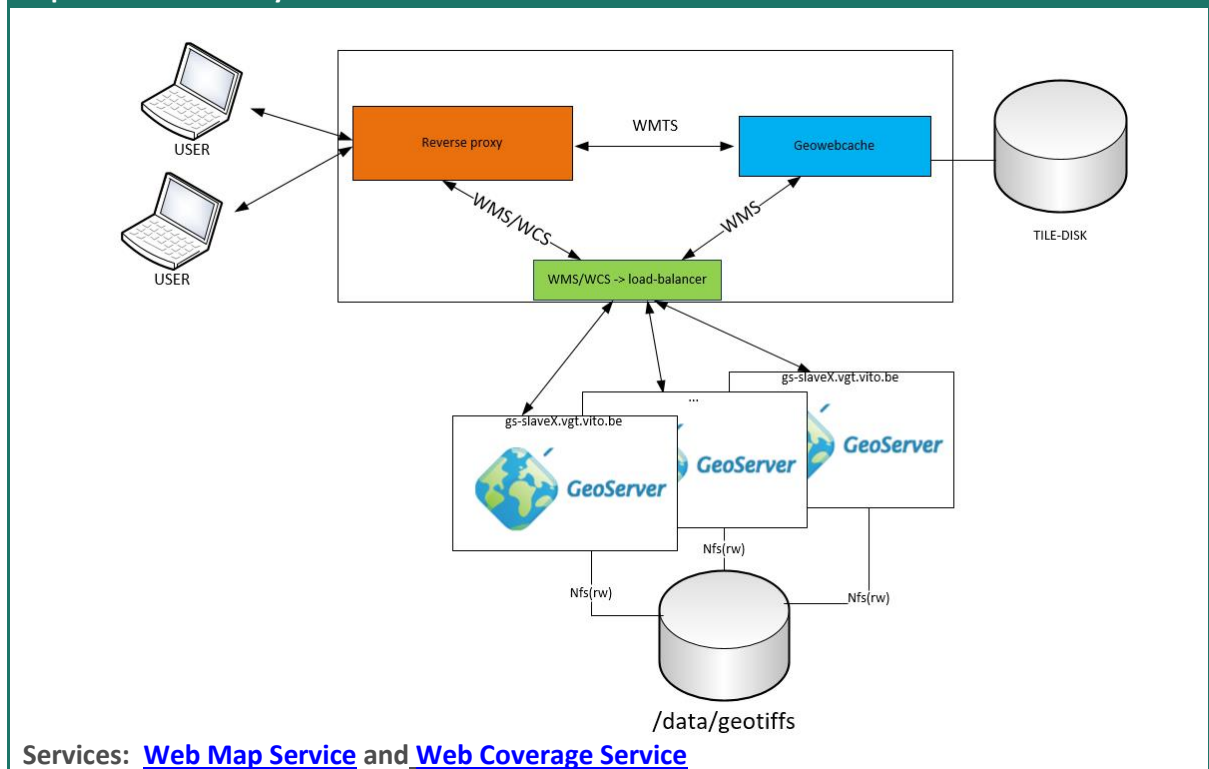 USER
Reverse proxy
WMTS
Geowebcache
USER
WMS/WCS
WMS
TILE-DISK
WMS/WCS -> load-balancer
gs-slaveX.vgt.vito.be
GeoServer
...
GeoServer
gs-slaveX.vgt.vito.be
GeoServer
Nfs(rw)
Nfs(rw)
Nfs(rw)
/data/geotiffs
Services: Web Map Service and Web Coverage Service